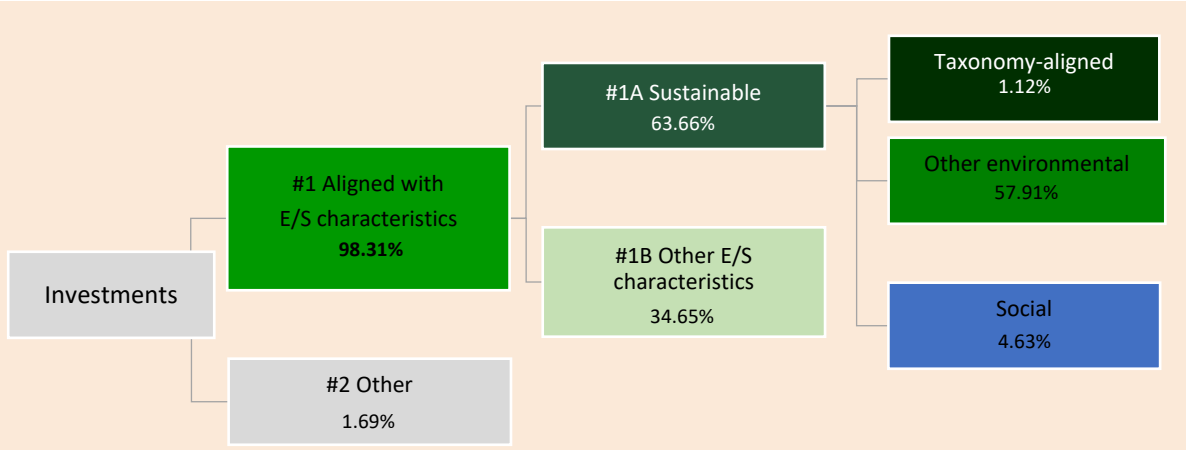 Investments
#1 Aligned with
E/S characteristics
98.31%
#2 Other
1.69%
#1A Sustainable
63.66%
#1B Other E/S
characteristics
34.65%
Taxonomy-aligned
1.12%
Other environmental
57.91%
Social
4.63%